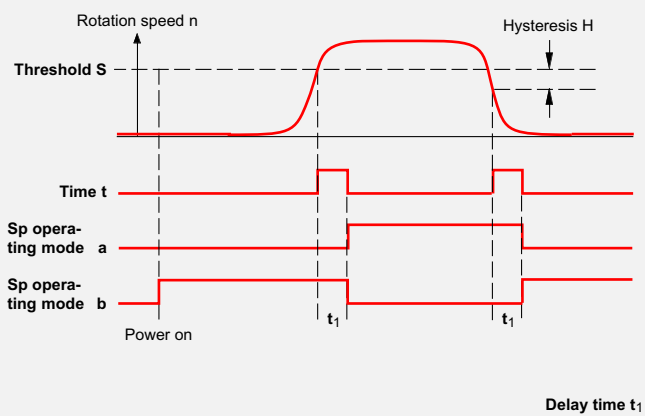 Rotation speed n
Hysteresis H
Threshold S
Time t
Sp opera-
ting mode a
Sp opera-
ting mode b
t1
t1
Power on
Delay time t1